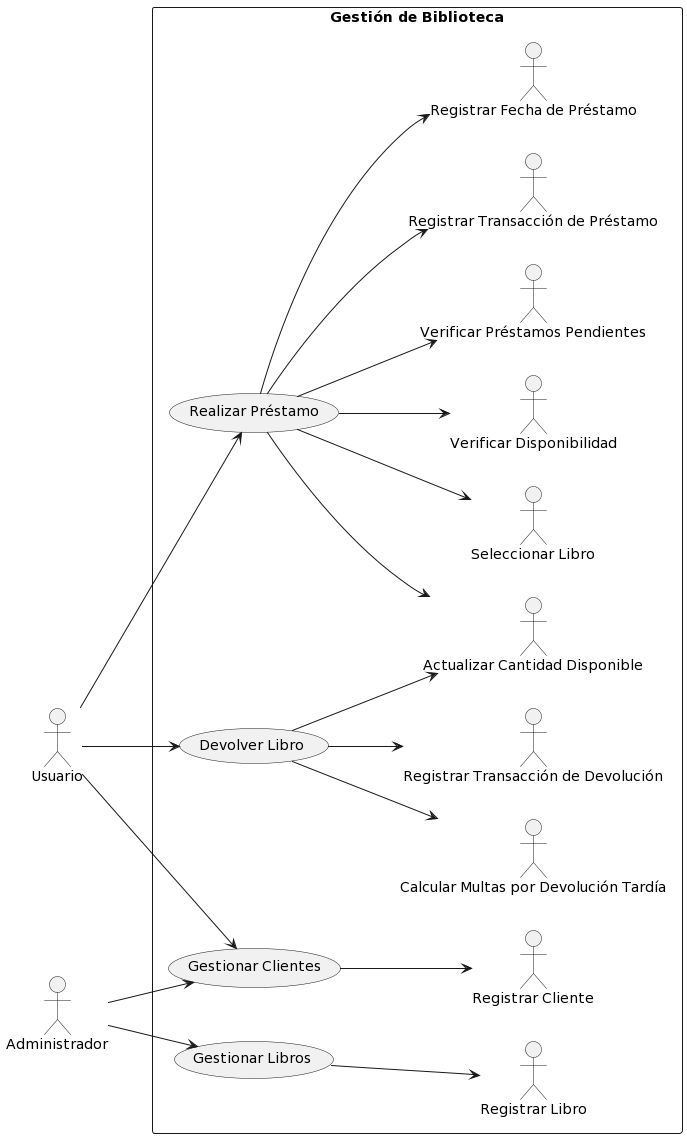 Gestión de Biblioteca
Registrar Fecha de Préstamo
Registrar Transacción de Préstamo
Verificar Préstamos Pendientes
Realizar Préstamo
Verificar Disponibilidad
Seleccionar Libro
Actualizar Cantidad Disponible
Devolver Libro
Usuario
Registrar Transacción de Devolución
Calcular Multas por Devolución Tardía
Gestionar Clientes
Registrar Cliente
Administrador
Gestionar Libros
Registrar Libro